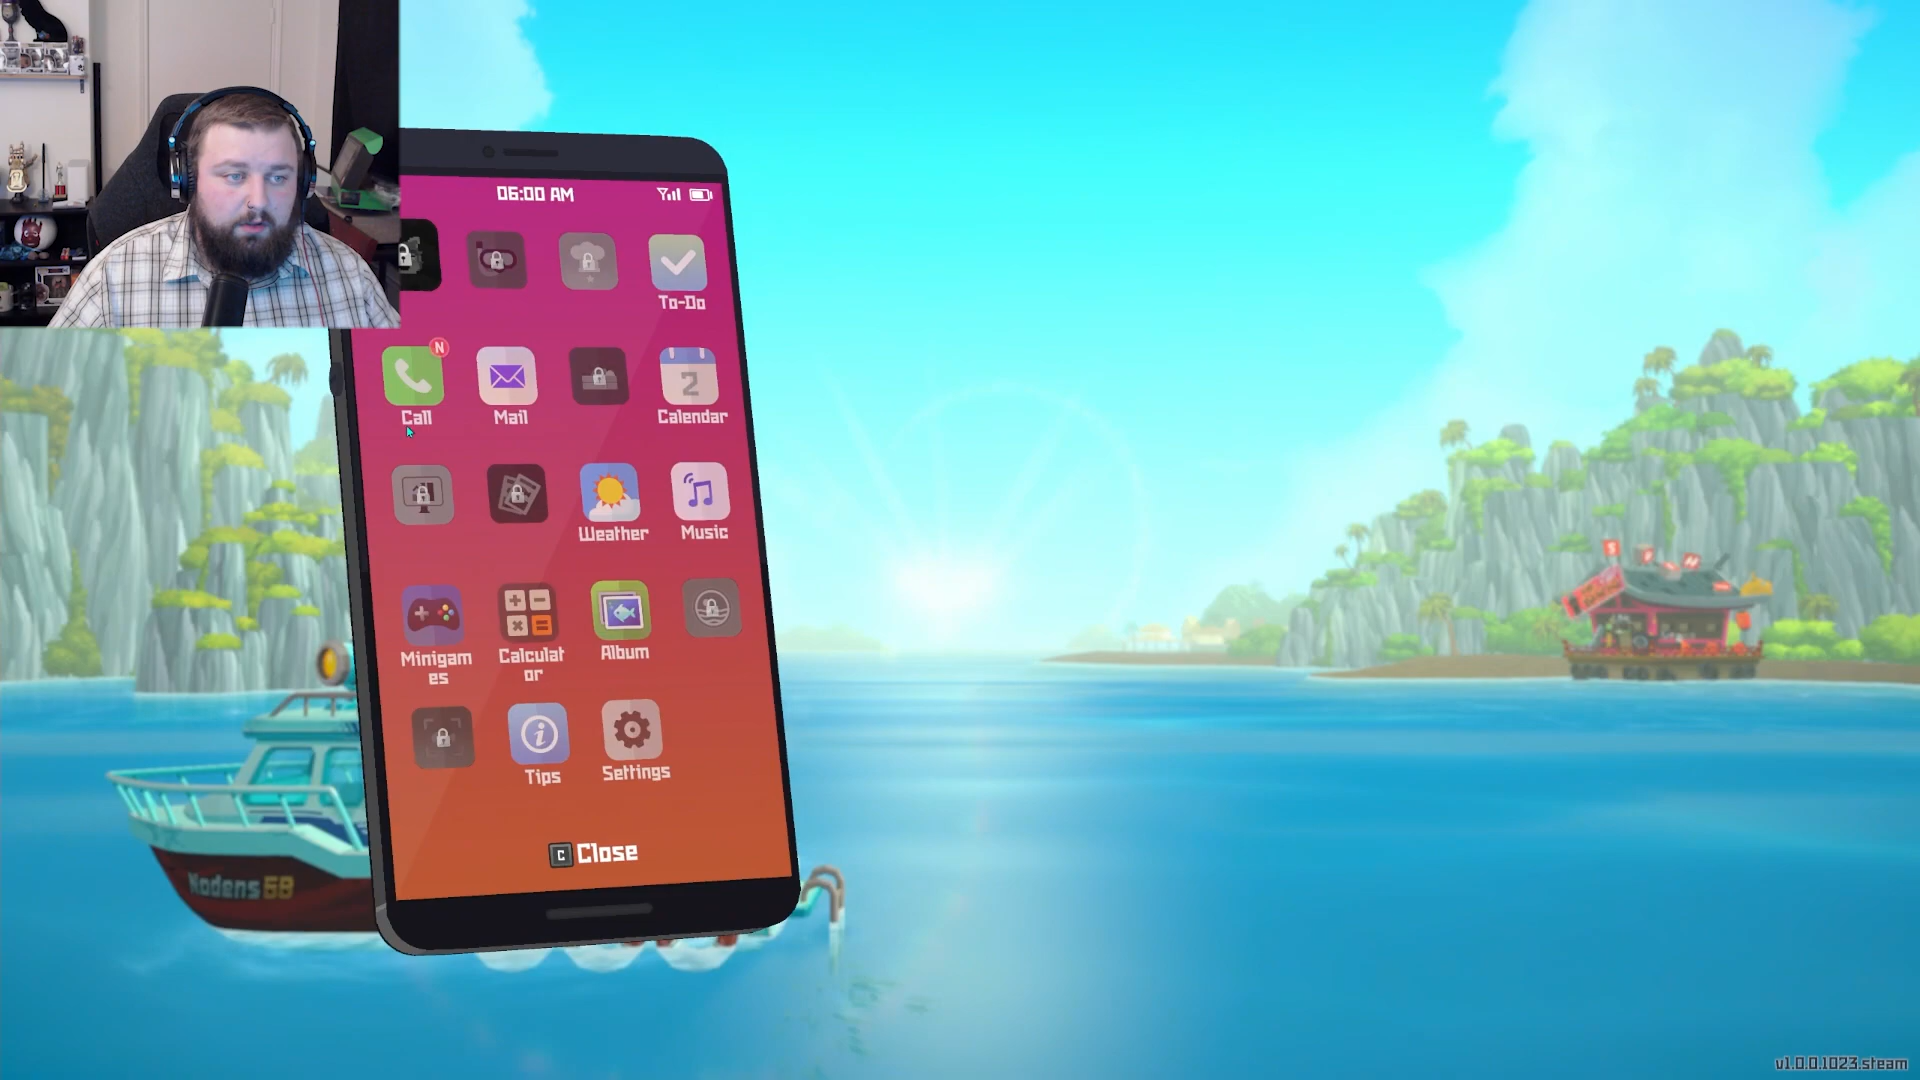 06:00 AM
To-Do
N
Call
Mail
2
Calendar
Weather
Music
Minigam
es
Calculat
or
Album
Tips
Settings
C Close
Nodens 68
v1.0.0.1023.steam